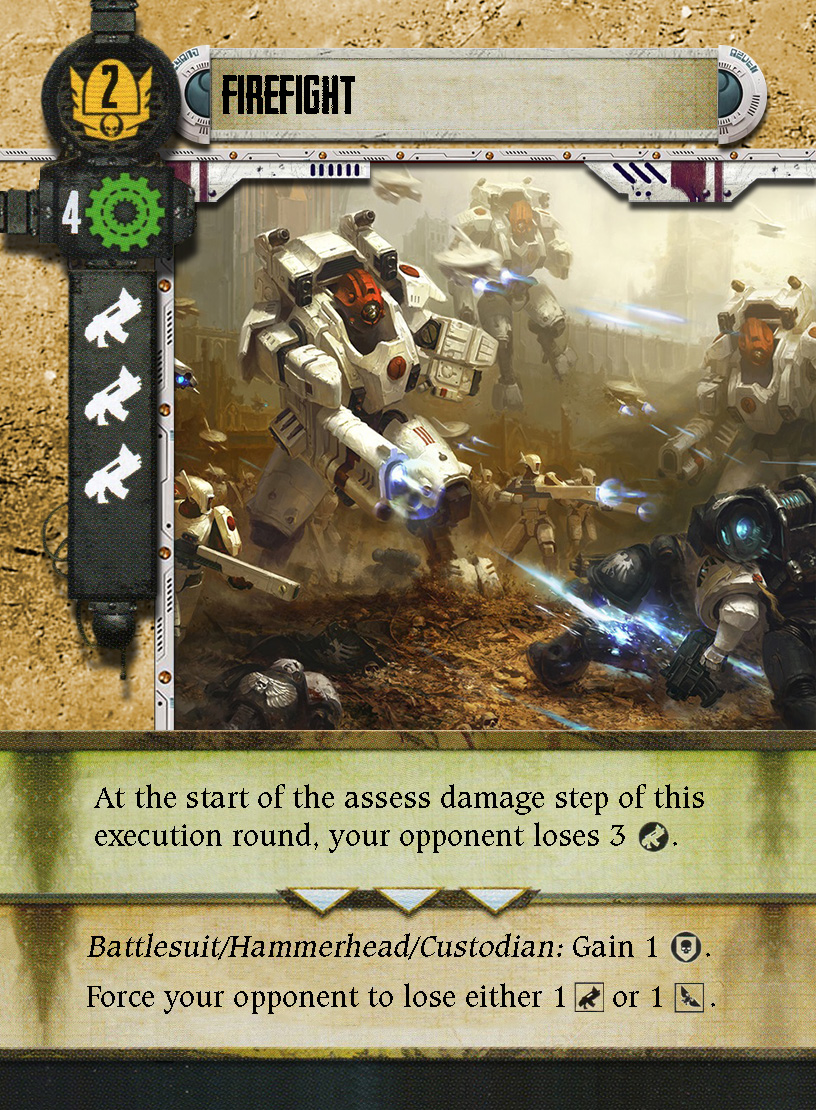 2
FIREFIGHT
4
At the start of the assess damage step of this
execution round, your opponent loses 3 .
Battlesuit/Hammerhead/Custodian: Gain 1 .
Force your opponent to lose either 1 or 1 .